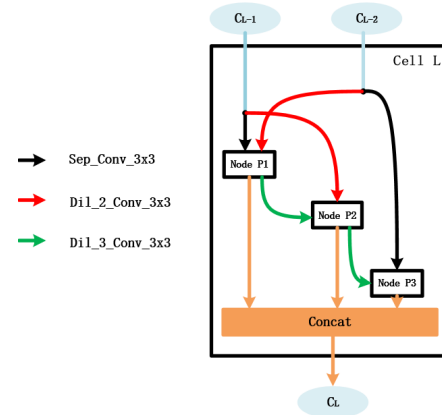 CL-1
CL-2
Cell L
Sep_Conv_3x3
Node P1
Dil_2_Conv_3x3
Node P2
Dil_3_Conv_3x3
Node P3
Concat
CL